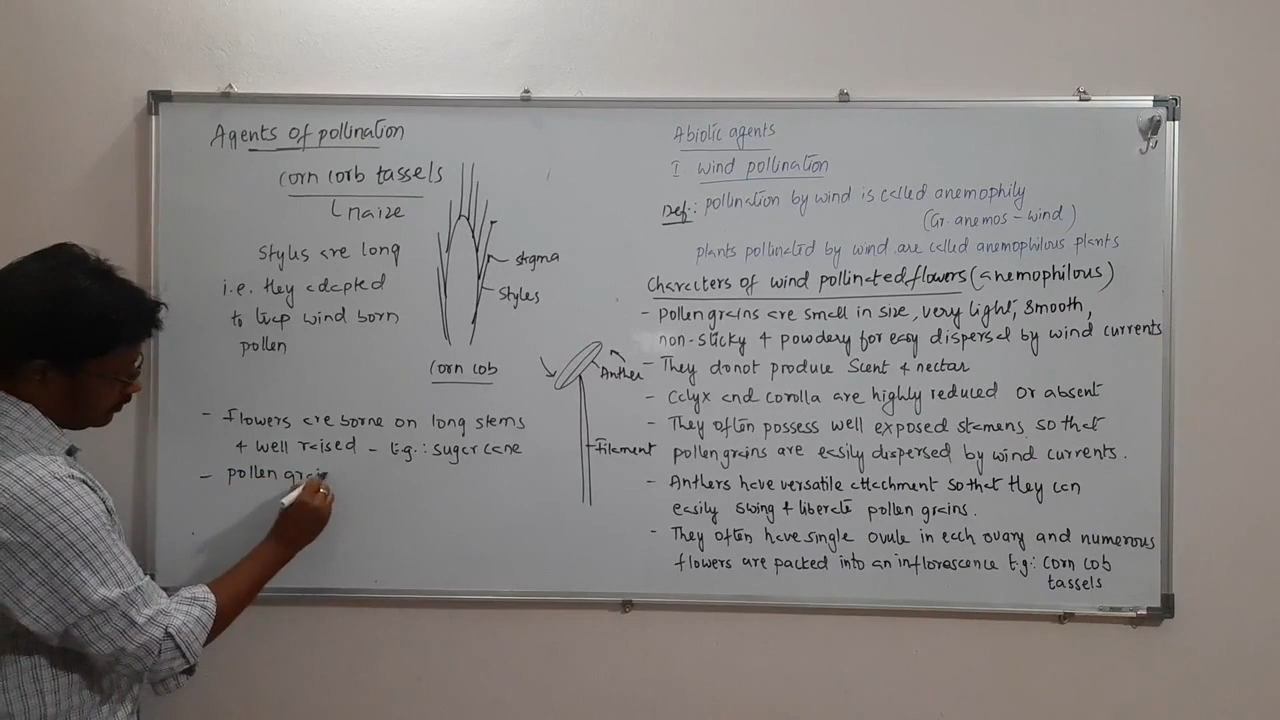 Agents of pollination
corn corb tassels
maize
Styles are long
i.e. they adapted
to trap wind born
pollen
stigma
Styles
corn cob
Anther
Filament
- Flowers are borne on long stems
& well raised - E.g.: sugarcane
- pollen grain
Abiotic agents
I wind pollination
Def: pollination by wind is called anemophily
(Gr. anemos - wind)
plants pollinated by wind are called anemophilous plants
characters of wind pollinated flowers (anemophilous)
- pollen grains are small in size, very light, smooth,
non-sticky & powdery for easy dispersed by wind currents
- They donot produce Scent & nectar
- Calyx and corolla are highly reduced or absent
- They often possess well exposed stamens so that
pollen grains are easily dispersed by wind currents.
- Anthers have versatile attachment so that they can
easily swing & liberate pollen grains.
- They often have single ovule in each ovary and numerous
flowers are packed into an inflorascence E.g: corn cob
tassels